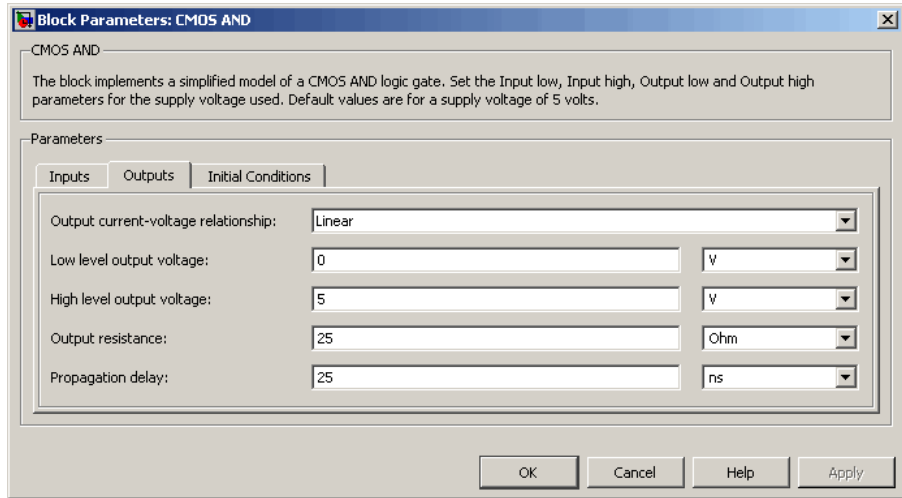 Block Parameters: CMOS AND
CMOS AND
The block implements a simplified model of a CMOS AND logic gate. Set the Input low, Input high, Output low and Output high
parameters for the supply voltage used. Default values are for a supply voltage of 5 volts.
Parameters
Inputs Outputs Initial Conditions
Output current-voltage relationship: Linear
Low level output voltage: 0 V
High level output voltage: 5 V
Output resistance: 25 Ohm
Propagation delay: 25 ns
OK Cancel Help Apply